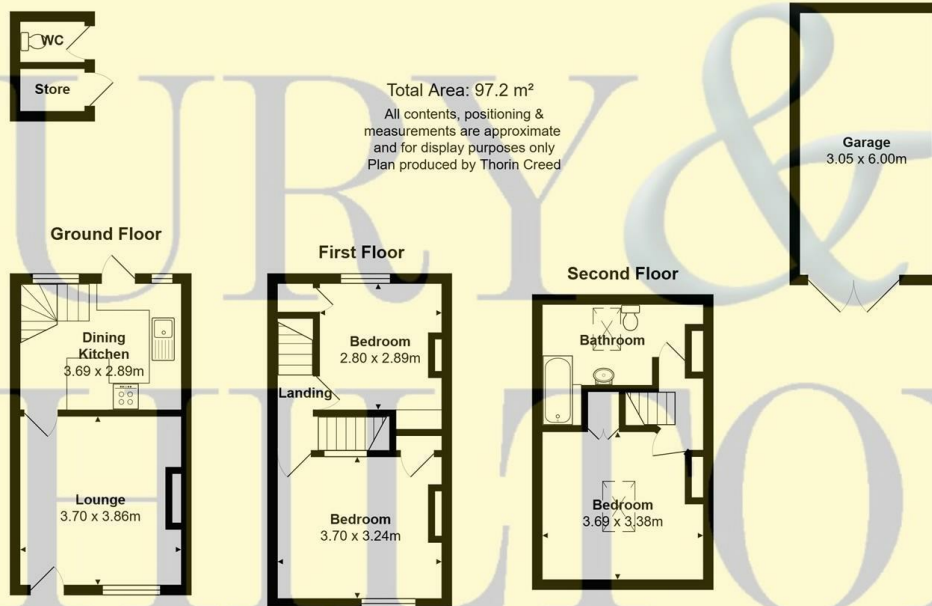 WC
Store
Total Area: 97.2 m²
All contents, positioning &
measurements are approximate
and for display purposes only
Plan produced by Thorin Creed
Garage
3.05 x 6.00m
Ground Floor
Dining
Kitchen
3.69 x 2.89m
Lounge
3.70 x 3.86m
First Floor
Bedroom
2.80 x 2.89m
Landing
Bedroom
3.70 x 3.24m
Second Floor
Bathroom
Bedroom
3.69 x 3.38m
URY&
HILTO